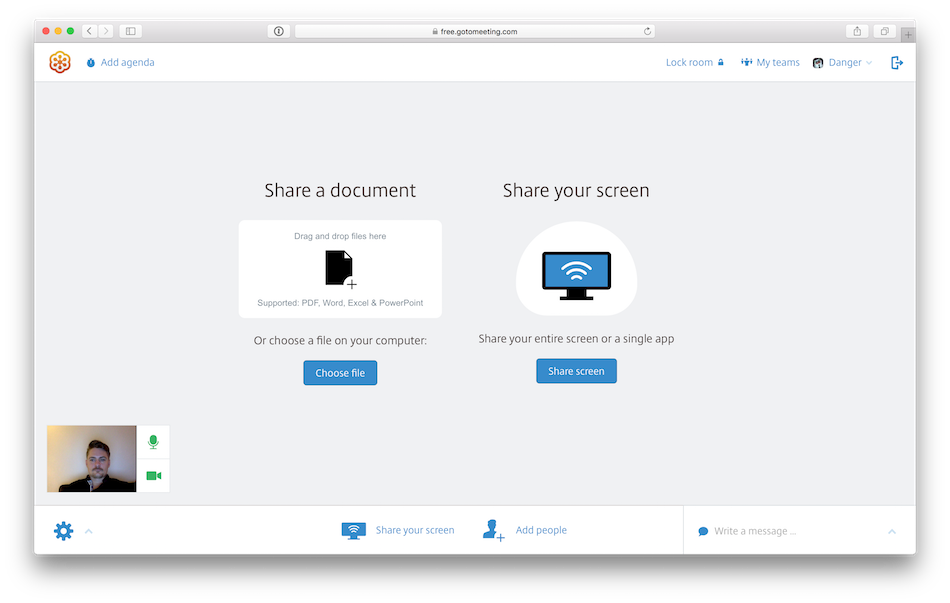 free.gotomeeting.com
Add agenda
Lock room
My teams
Danger
Share a document
Share your screen
Drag and drop files here
Supported: PDF, Word, Excel & PowerPoint
Or choose a file on your computer:
Share your entire screen or a single app
Choose file
Share screen
Share your screen
Add people
Write a message ...